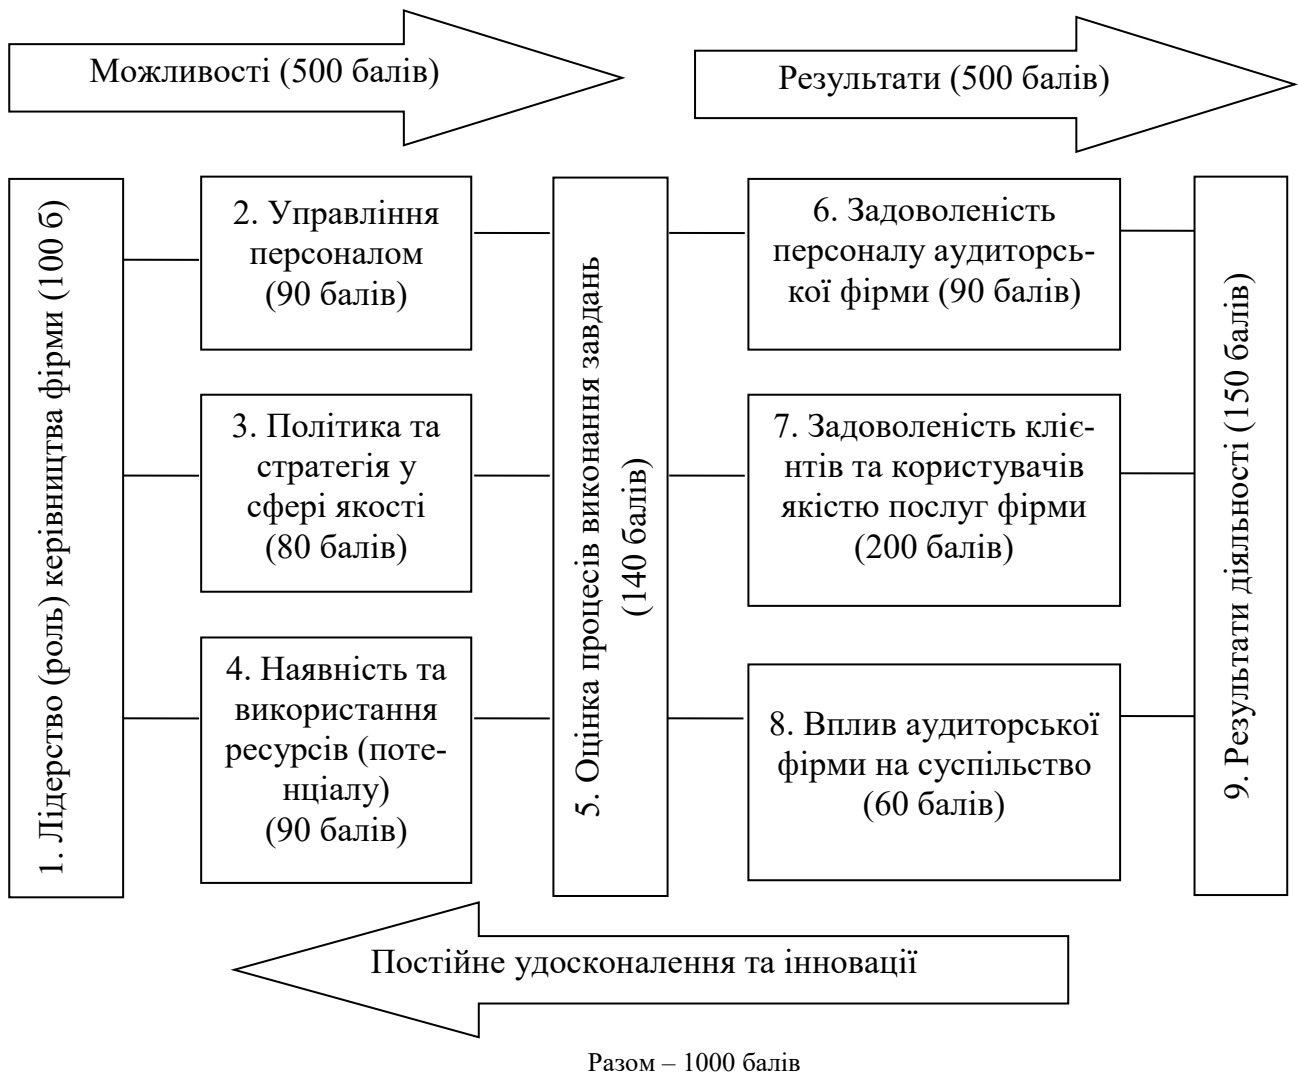 Можливості (500 балів)
Результати (500 балів)
1. Лідерство (роль) керівництва фірми (100 б)
2. Управління
персоналом
(90 балів)
3. Політика та
стратегія у
сфері якості
(80 балів)
4. Наявність та
використання
ресурсів (поте-
нціалу)
(90 балів)
5. Оцінка процесів виконання завдань
(140 балів)
6. Задоволеність
персоналу аудиторсь-
кої фірми (90 балів)
7. Задоволеність кліє-
нтів та користувачів
якістю послуг фірми
(200 балів)
8. Вплив аудиторської
фірми на суспільство
(60 балів)
9. Результати діяльності (150 балів)
Постійне удосконалення та інновації
Разом – 1000 балів